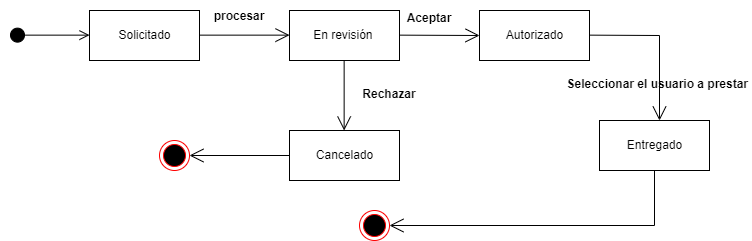 procesar
Aceptar
Solicitado
En revisión
Autorizado
Seleccionar el usuario a prestar
Rechazar
Cancelado
Entregado